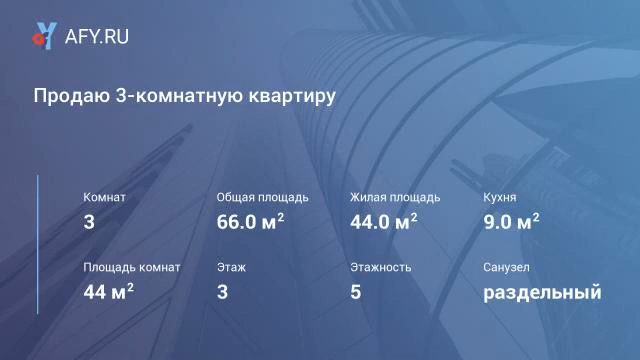 AFY.RU
Продаю 3-комнатную квартиру
Комнат
3
Общая площадь
66.0 м²
Жилая площадь
44.0 м²
Кухня
9.0 м²
Площадь комнат
44 м²
Этаж
3
Этажность
5
Санузел
раздельный